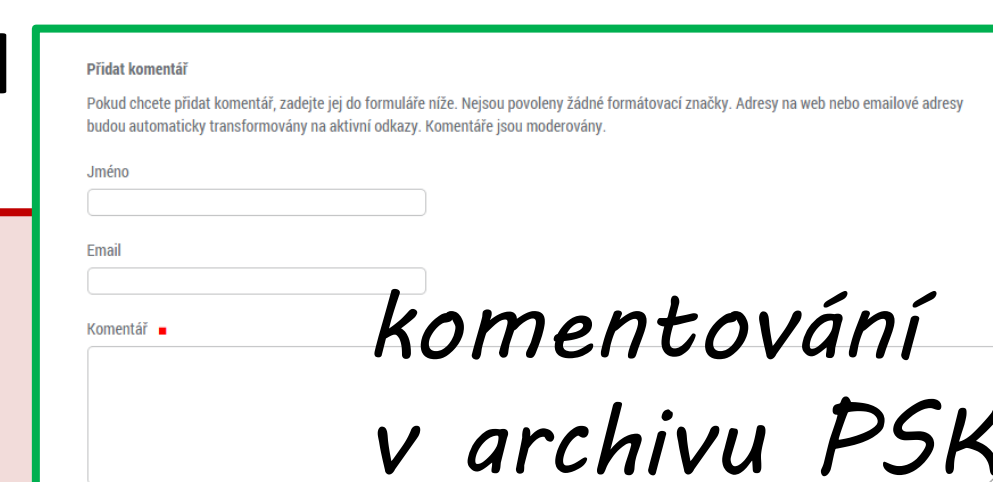 Přidat komentář
Pokud chcete přidat komentář, zadejte jej do formuláře níže. Nejsou povoleny žádné formátovací značky. Adresy na web nebo emailové adresy
budou automaticky transformovány na aktivní odkazy. Komentáře jsou moderovány.
Jméno
Email
Komentář
komentování
v archivu PSK